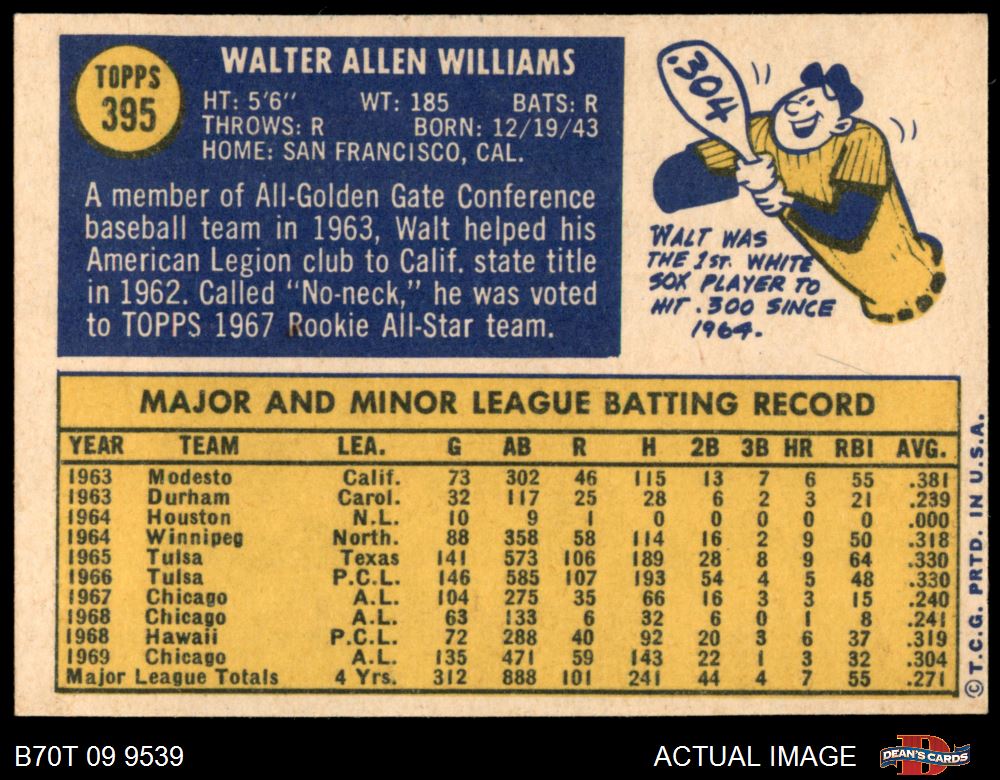 TOPPS
395
WALTER ALLEN WILLIAMS
HT: 5'6" WT: 185 BATS: R
THROWS: R BORN: 12/19/43
HOME: SAN FRANCISCO, CAL.
A member of All-Golden Gate Conference
baseball team in 1963, Walt helped his
American Legion club to Calif. state title
in 1962. Called "No-neck," he was voted
to TOPPS 1967 Rookie All-Star team.
.304
WALT WAS
THE 1ST. WHITE
SOX PLAYER TO
HIT .300 SINCE
1964.
MAJOR AND MINOR LEAGUE BATTING RECORD
YEAR TEAM LEA. G AB R H 2B 3B HR RBI AVG.
1963 Modesto Calif. 73 302 46 115 13 7 6 55 .381
1963 Durham Carol. 32 117 25 28 6 2 3 21 .239
1964 Houston N.L. 10 9 1 0 0 0 0 0 .000
1964 Winnipeg North. 88 358 58 114 16 2 9 50 .318
1965 Tulsa Texas 141 573 106 189 28 8 9 64 .330
1966 Tulsa P.C.L. 146 585 107 193 54 4 5 48 .330
1967 Chicago A.L. 104 275 35 66 16 3 3 15 .240
1968 Chicago A.L. 63 133 6 32 6 0 1 8 .241
1968 Hawaii P.C.L. 72 288 40 92 20 3 6 37 .319
1969 Chicago A.L. 135 471 59 143 22 1 3 32 .304
Major League Totals 4 Yrs. 312 888 101 241 44 4 7 55 .271
©T.C.G. PRTD. IN U.S.A.
B70T 09 9539
ACTUAL IMAGE
DEAN'S CARDS